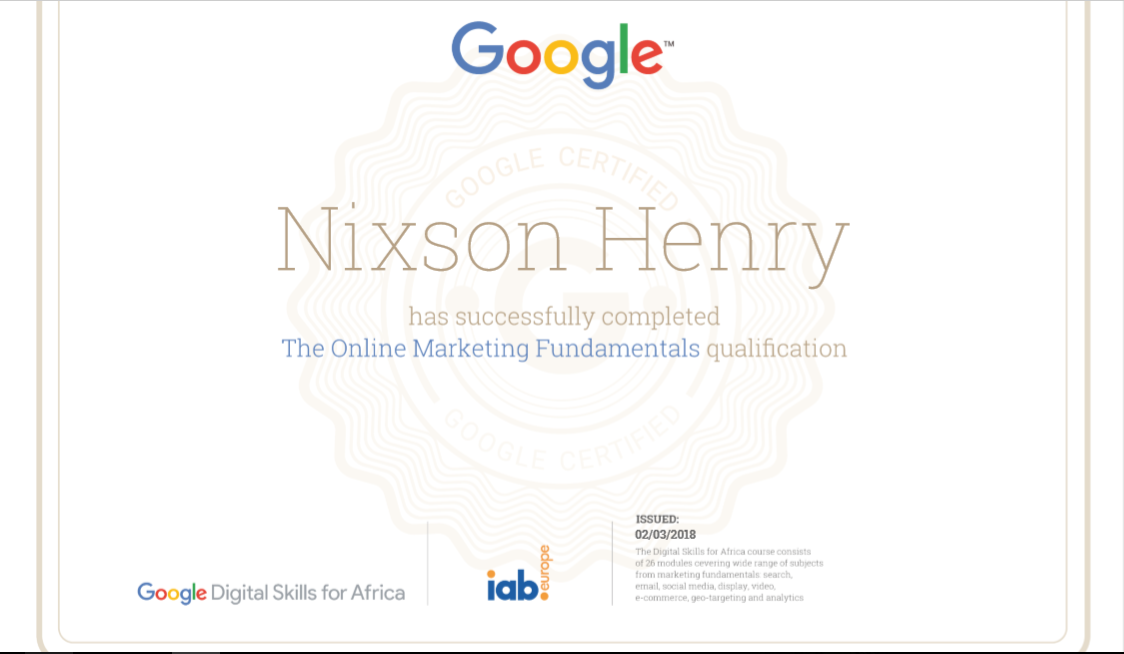 Google™
GOOGLE CERTIFIED
Nixson Henry
has successfully completed
The Online Marketing Fundamentals qualification
GOOGLE CERTIFIED
Google Digital Skills for Africa
iab.europe
ISSUED:
02/03/2018
The Digital Skills for Africa course consists
of 26 modules cevering wide range of subjects
from marketing fundamentals: search,
email, social media, display, video,
e-commerce, geo-targeting and analytics